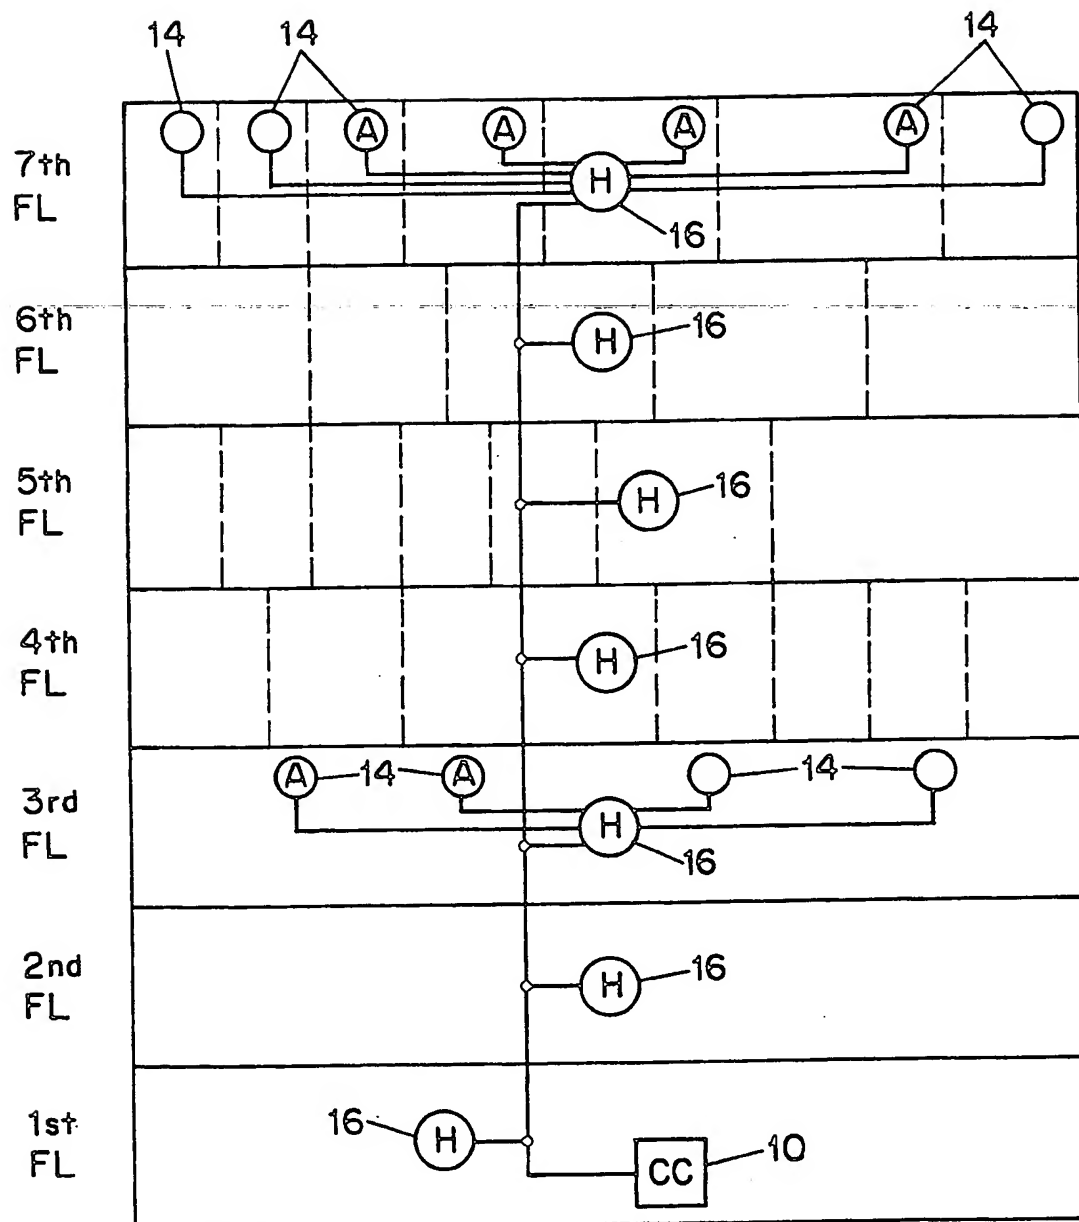 14 14 14
A A A A
7th
FL
H
16
6th
FL
H 16
5th
FL
H 16
4th
FL
H 16
A 14 A 14
3rd
FL
H
16
2nd
FL
H 16
1st
FL
16 H
CC 10